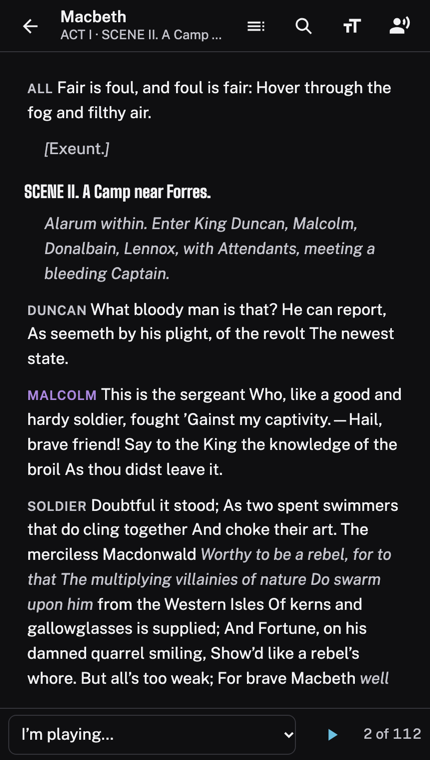 Macbeth
ACT I · SCENE II. A Camp ...
ALL Fair is foul, and foul is fair: Hover through the
fog and filthy air.
[Exeunt.]
SCENE II. A Camp near Forres.
Alarum within. Enter King Duncan, Malcolm,
Donalbain, Lennox, with Attendants, meeting a
bleeding Captain.
DUNCAN What bloody man is that? He can report,
As seemeth by his plight, of the revolt The newest
state.
MALCOLM This is the sergeant Who, like a good and
hardy soldier, fought ’Gainst my captivity.—Hail,
brave friend! Say to the King the knowledge of the
broil As thou didst leave it.
SOLDIER Doubtful it stood; As two spent swimmers
that do cling together And choke their art. The
merciless Macdonwald Worthy to be a rebel, for to
that The multiplying villainies of nature Do swarm
upon him from the Western Isles Of kerns and
gallowglasses is supplied; And Fortune, on his
damned quarrel smiling, Show’d like a rebel’s
whore. But all’s too weak; For brave Macbeth well
I’m playing...
2 of 112